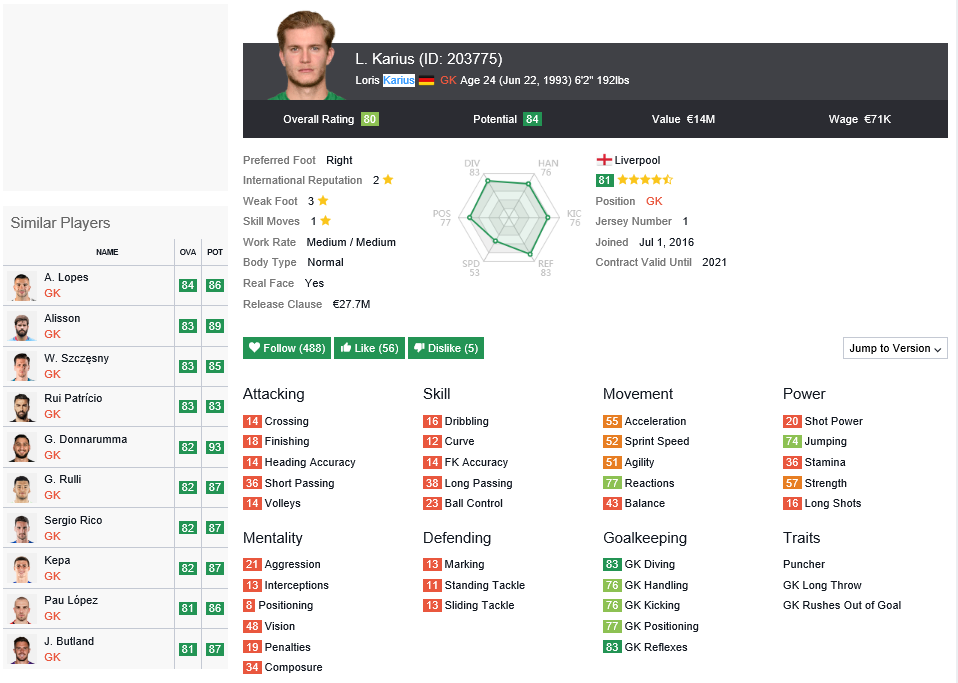 L. Karius (ID: 203775)
Loris Karius GK Age 24 (Jun 22, 1993) 6'2" 192lbs
Overall Rating 80 Potential 84 Value €14M Wage €71K
Preferred Foot Right
International Reputation 2
Weak Foot 3
Skill Moves 1
Work Rate Medium / Medium
Body Type Normal
Real Face Yes
Release Clause €27.7M
DIV 83
HAN 76
POS 77
KIC 76
SPD 53
REF 83
Liverpool
81
Position GK
Jersey Number 1
Joined Jul 1, 2016
Contract Valid Until 2021
Similar Players
NAME OVA POT
A. Lopes 84 86
GK
Alisson 83 89
GK
W. Szczęsny 83 85
GK
Rui Patrício 83 83
GK
G. Donnarumma 82 93
GK
G. Rulli 82 87
GK
Sergio Rico 82 87
GK
Kepa 82 87
GK
Pau López 81 86
GK
J. Butland 81 87
GK
Follow (488) Like (56) Dislike (5)
Jump to Version
Attacking
14 Crossing
18 Finishing
14 Heading Accuracy
36 Short Passing
14 Volleys
Skill
16 Dribbling
12 Curve
14 FK Accuracy
38 Long Passing
23 Ball Control
Movement
55 Acceleration
52 Sprint Speed
51 Agility
77 Reactions
43 Balance
Power
20 Shot Power
74 Jumping
36 Stamina
57 Strength
16 Long Shots
Mentality
21 Aggression
13 Interceptions
8 Positioning
48 Vision
19 Penalties
34 Composure
Defending
13 Marking
11 Standing Tackle
13 Sliding Tackle
Goalkeeping
83 GK Diving
76 GK Handling
76 GK Kicking
77 GK Positioning
83 GK Reflexes
Traits
Puncher
GK Long Throw
GK Rushes Out of Goal